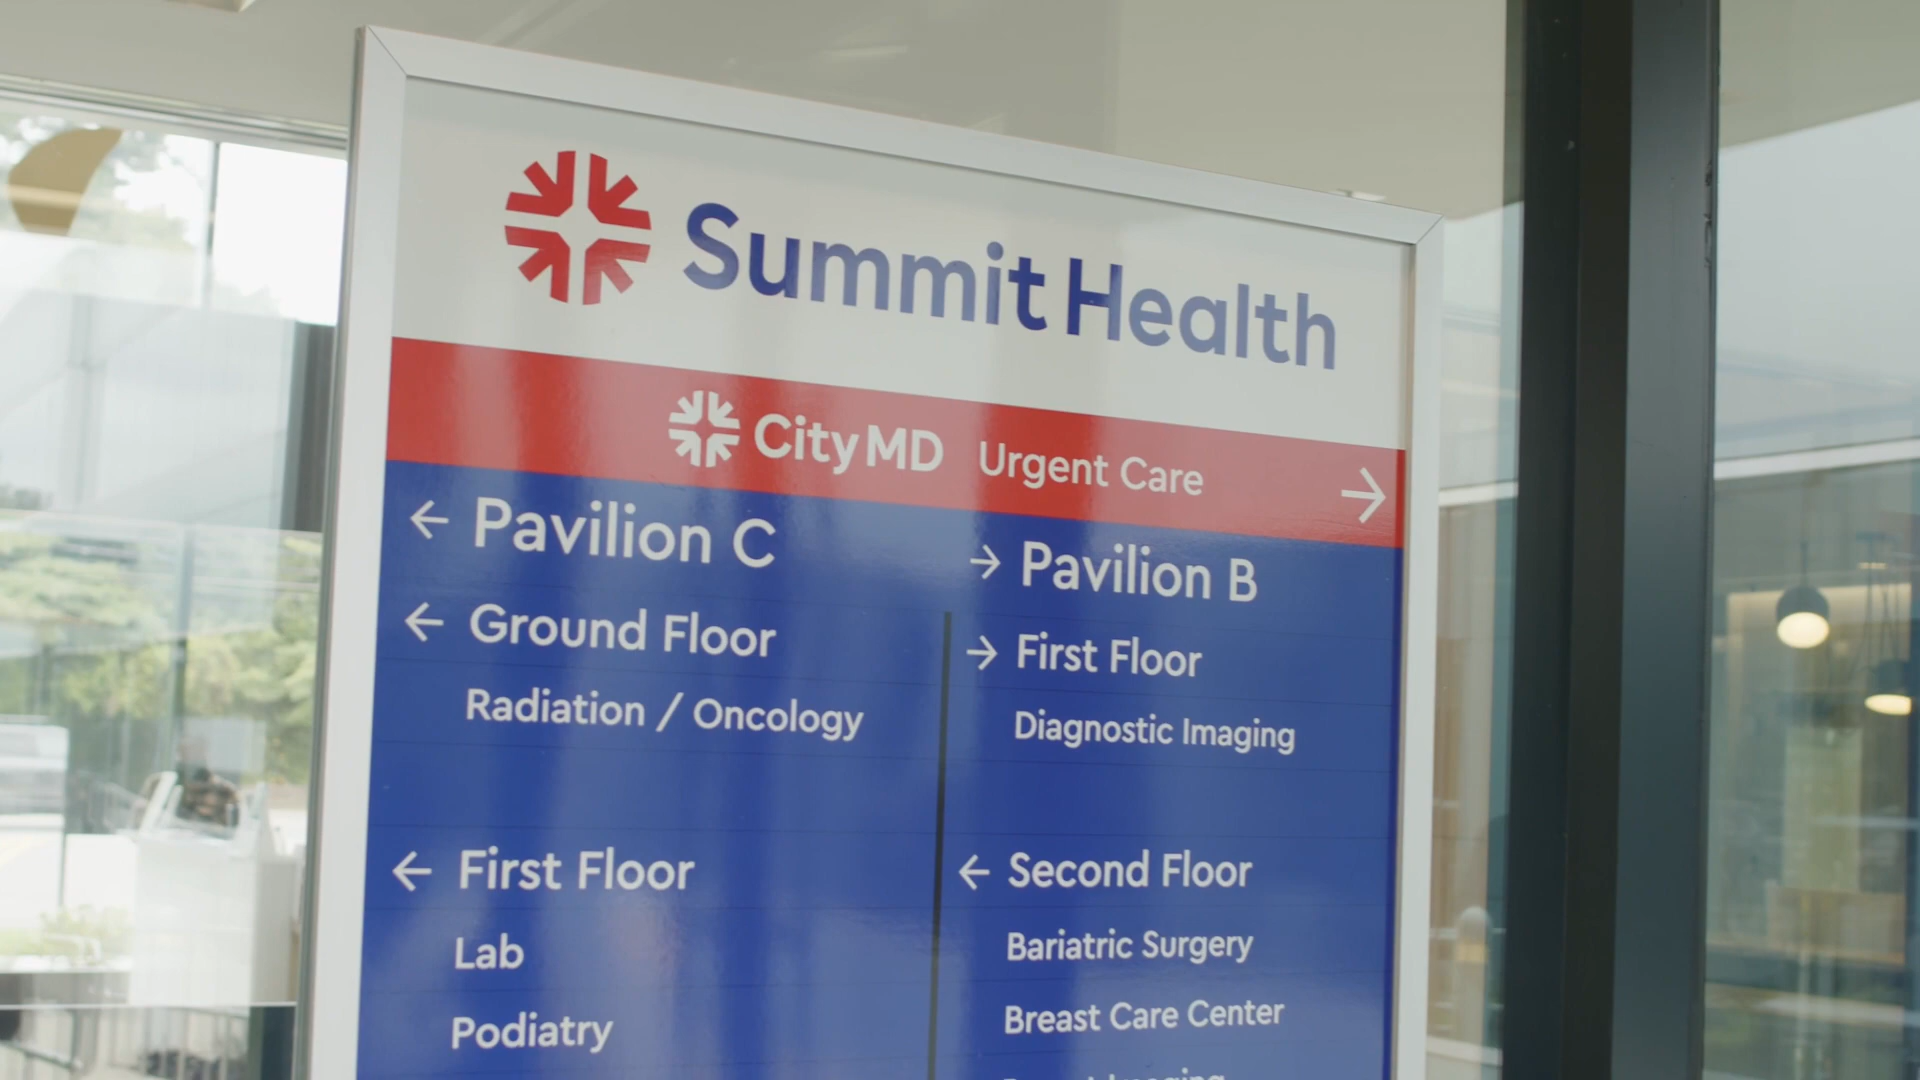 Summit Health
CityMD Urgent Care →
← Pavilion C
← Ground Floor
Radiation / Oncology
← First Floor
Lab
Podiatry
→ Pavilion B
→ First Floor
Diagnostic Imaging
← Second Floor
Bariatric Surgery
Breast Care Center